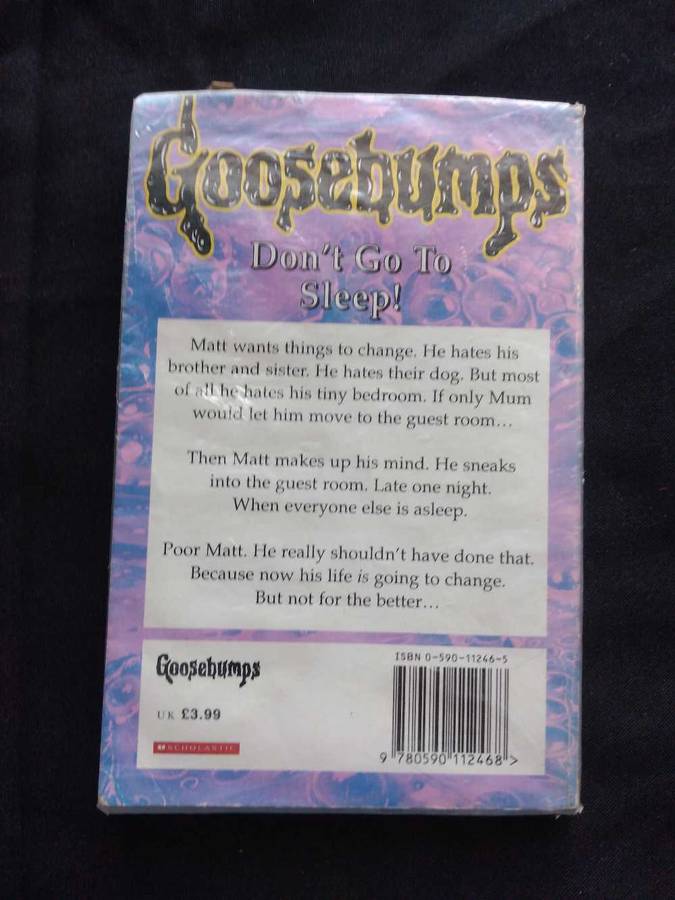 Goosebumps
Don't Go To
Sleep!
Matt wants things to change. He hates his
brother and sister. He hates their dog. But most
of all he hates his tiny bedroom. If only Mum
would let him move to the guest room...
Then Matt makes up his mind. He sneaks
into the guest room. Late one night.
When everyone else is asleep.
Poor Matt. He really shouldn't have done that.
Because now his life is going to change.
But not for the better...
Goosebumps
UK £3.99
SCHOLASTIC
ISBN 0-590-11246-5
9 780590 112468 >